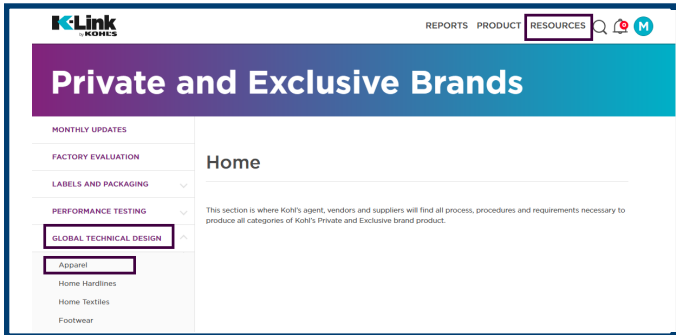 K-Link
by KOHL'S
REPORTS PRODUCT RESOURCES
M
Private and Exclusive Brands
MONTHLY UPDATES
FACTORY EVALUATION
LABELS AND PACKAGING
PERFORMANCE TESTING
GLOBAL TECHNICAL DESIGN
Apparel
Home Hardlines
Home Textiles
Footwear
Home
This section is where Kohl's agent, vendors and suppliers will find all process, procedures and requirements necessary to
produce all categories of Kohl's Private and Exclusive brand product.